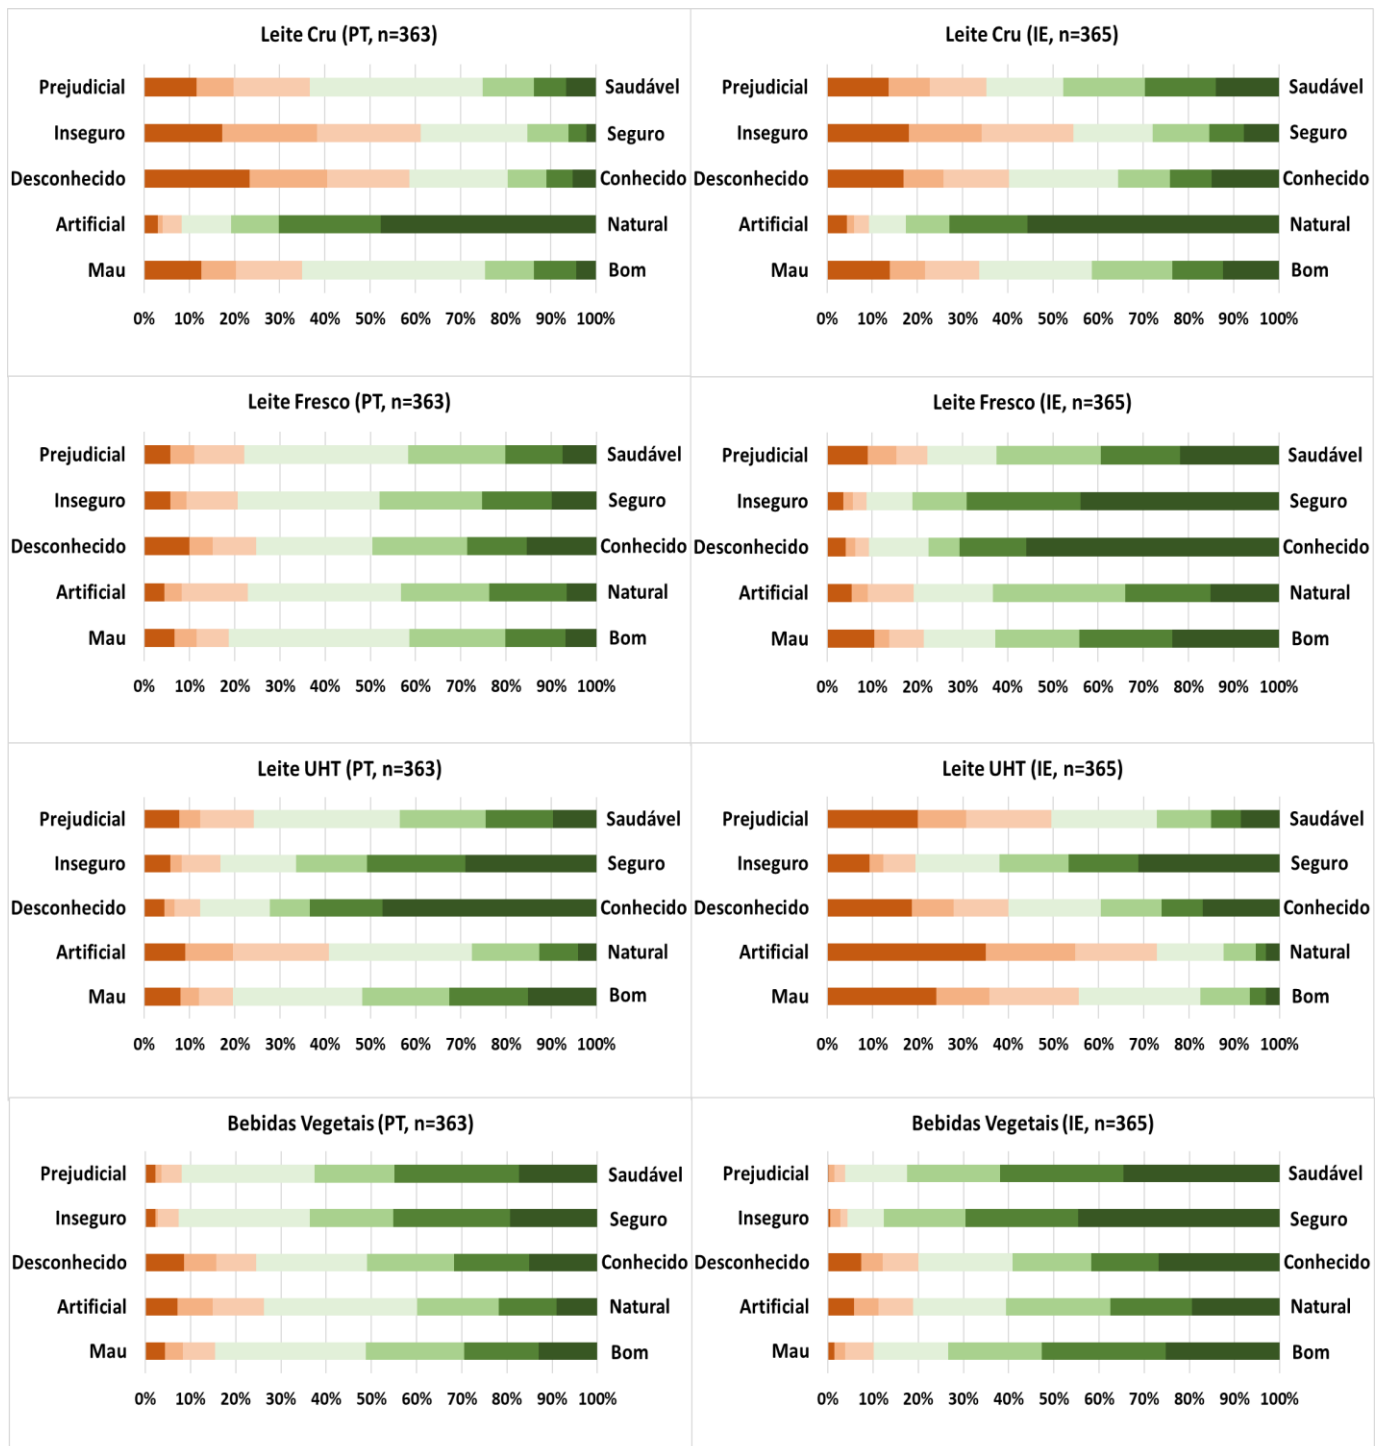 Leite Cru (PT, n=363)
Prejudicial Saudável
Inseguro Seguro
Desconhecido Conhecido
Artificial Natural
Mau Bom
0% 10% 20% 30% 40% 50% 60% 70% 80% 90% 100%
Leite Cru (IE, n=365)
Prejudicial Saudável
Inseguro Seguro
Desconhecido Conhecido
Artificial Natural
Mau Bom
0% 10% 20% 30% 40% 50% 60% 70% 80% 90% 100%
Leite Fresco (PT, n=363)
Prejudicial Saudável
Inseguro Seguro
Desconhecido Conhecido
Artificial Natural
Mau Bom
0% 10% 20% 30% 40% 50% 60% 70% 80% 90% 100%
Leite Fresco (IE, n=365)
Prejudicial Saudável
Inseguro Seguro
Desconhecido Conhecido
Artificial Natural
Mau Bom
0% 10% 20% 30% 40% 50% 60% 70% 80% 90% 100%
Leite UHT (PT, n=363)
Prejudicial Saudável
Inseguro Seguro
Desconhecido Conhecido
Artificial Natural
Mau Bom
0% 10% 20% 30% 40% 50% 60% 70% 80% 90% 100%
Leite UHT (IE, n=365)
Prejudicial Saudável
Inseguro Seguro
Desconhecido Conhecido
Artificial Natural
Mau Bom
0% 10% 20% 30% 40% 50% 60% 70% 80% 90% 100%
Bebidas Vegetais (PT, n=363)
Prejudicial Saudável
Inseguro Seguro
Desconhecido Conhecido
Artificial Natural
Mau Bom
0% 10% 20% 30% 40% 50% 60% 70% 80% 90% 100%
Bebidas Vegetais (IE, n=365)
Prejudicial Saudável
Inseguro Seguro
Desconhecido Conhecido
Artificial Natural
Mau Bom
0% 10% 20% 30% 40% 50% 60% 70% 80% 90% 100%